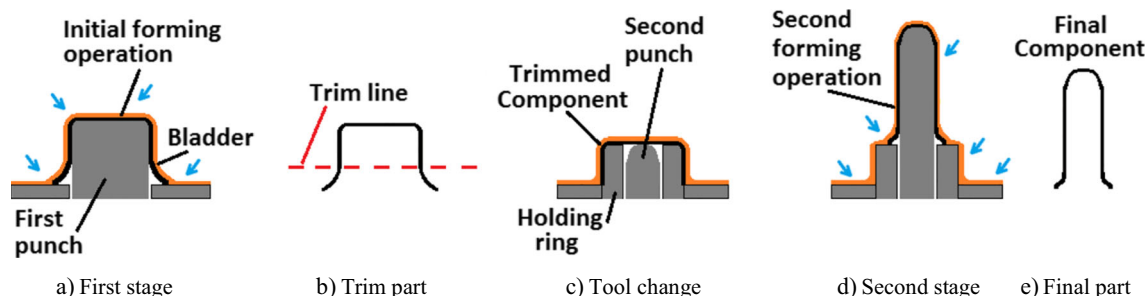 Initial forming
operation
Bladder
First
punch
a) First stage
Trim line
b) Trim part
Second
punch
Trimmed
Component
Holding
ring
c) Tool change
Second
forming
operation
d) Second stage
Final
Component
e) Final part